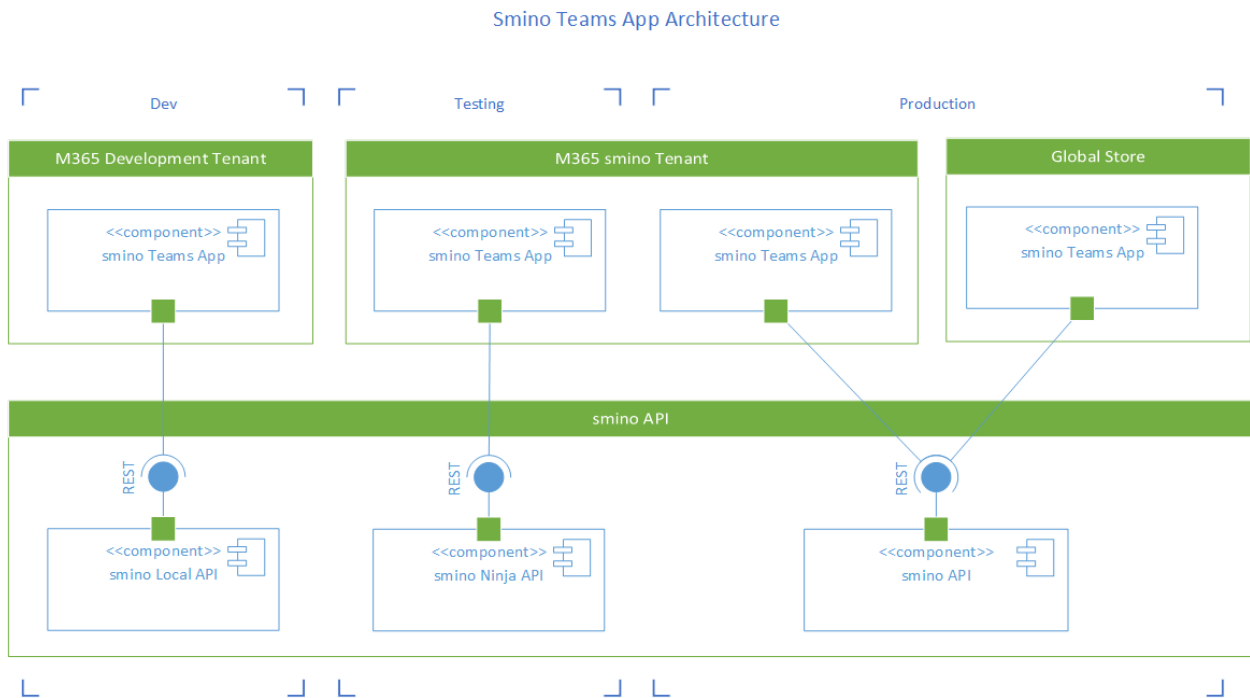 Smino Teams App Architecture
Dev
Testing
Production
M365 Development Tenant
M365 smino Tenant
Global Store
<<component>>
smino Teams App
<<component>>
smino Teams App
<<component>>
smino Teams App
<<component>>
smino Teams App
smino API
REST
REST
REST
<<component>>
smino Local API
<<component>>
smino Ninja API
<<component>>
smino API